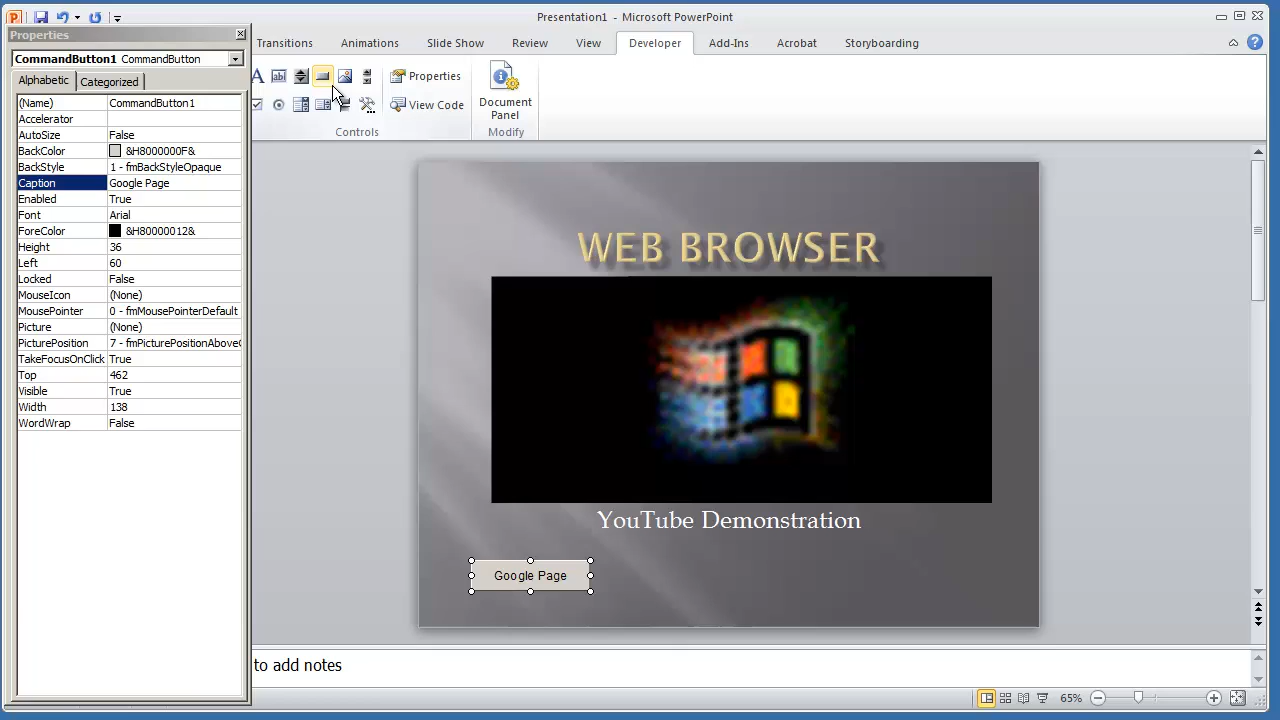 Presentation1 - Microsoft PowerPoint
Properties
Transitions Animations Slide Show Review View Developer Add-Ins Acrobat Storyboarding
CommandButton1 CommandButton
Alphabetic Categorized
A ab Properties
View Code
Document
Panel
Controls Modify
(Name) CommandButton1
Accelerator
AutoSize False
BackColor &H8000000F&
BackStyle 1 - fmBackStyleOpaque
Caption Google Page
Enabled True
Font Arial
ForeColor &H80000012&
Height 36
Left 60
Locked False
MouseIcon (None)
MousePointer 0 - fmMousePointerDefault
Picture (None)
PicturePosition 7 - fmPicturePositionAboveC
TakeFocusOnClick True
Top 462
Visible True
Width 138
WordWrap False
WEB BROWSER
YouTube Demonstration
Google Page
to add notes
65%